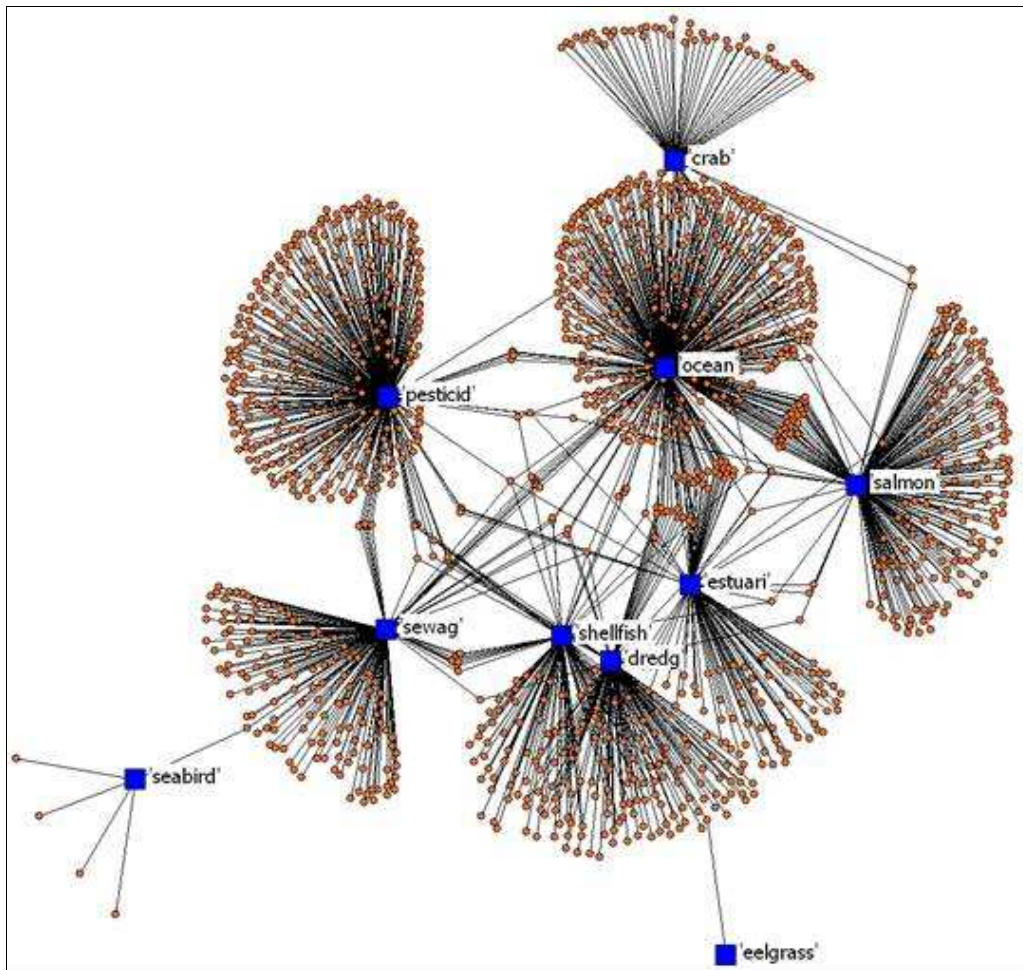 'crab'
ocean
'pesticid'
'salmon'
'estuari'
'sewag'
'shellfish'
'dredg'
'seabird'
'eelgrass'